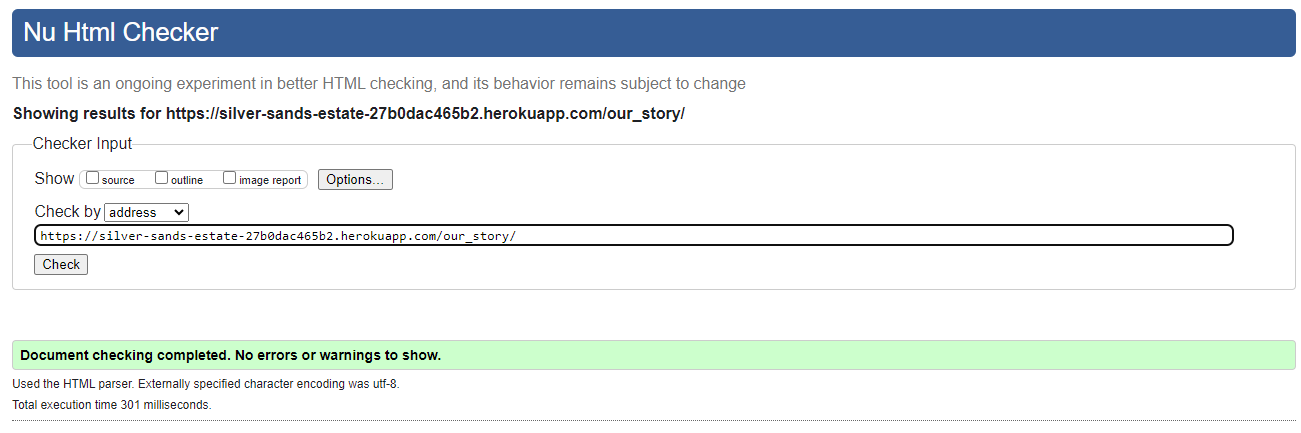 Nu Html Checker
This tool is an ongoing experiment in better HTML checking, and its behavior remains subject to change
Showing results for https://silver-sands-estate-27b0dac465b2.herokuapp.com/our_story/
Checker Input
Show source outline image report Options...
Check by address
https://silver-sands-estate-27b0dac465b2.herokuapp.com/our_story/
Check
Document checking completed. No errors or warnings to show.
Used the HTML parser. Externally specified character encoding was utf-8.
Total execution time 301 milliseconds.